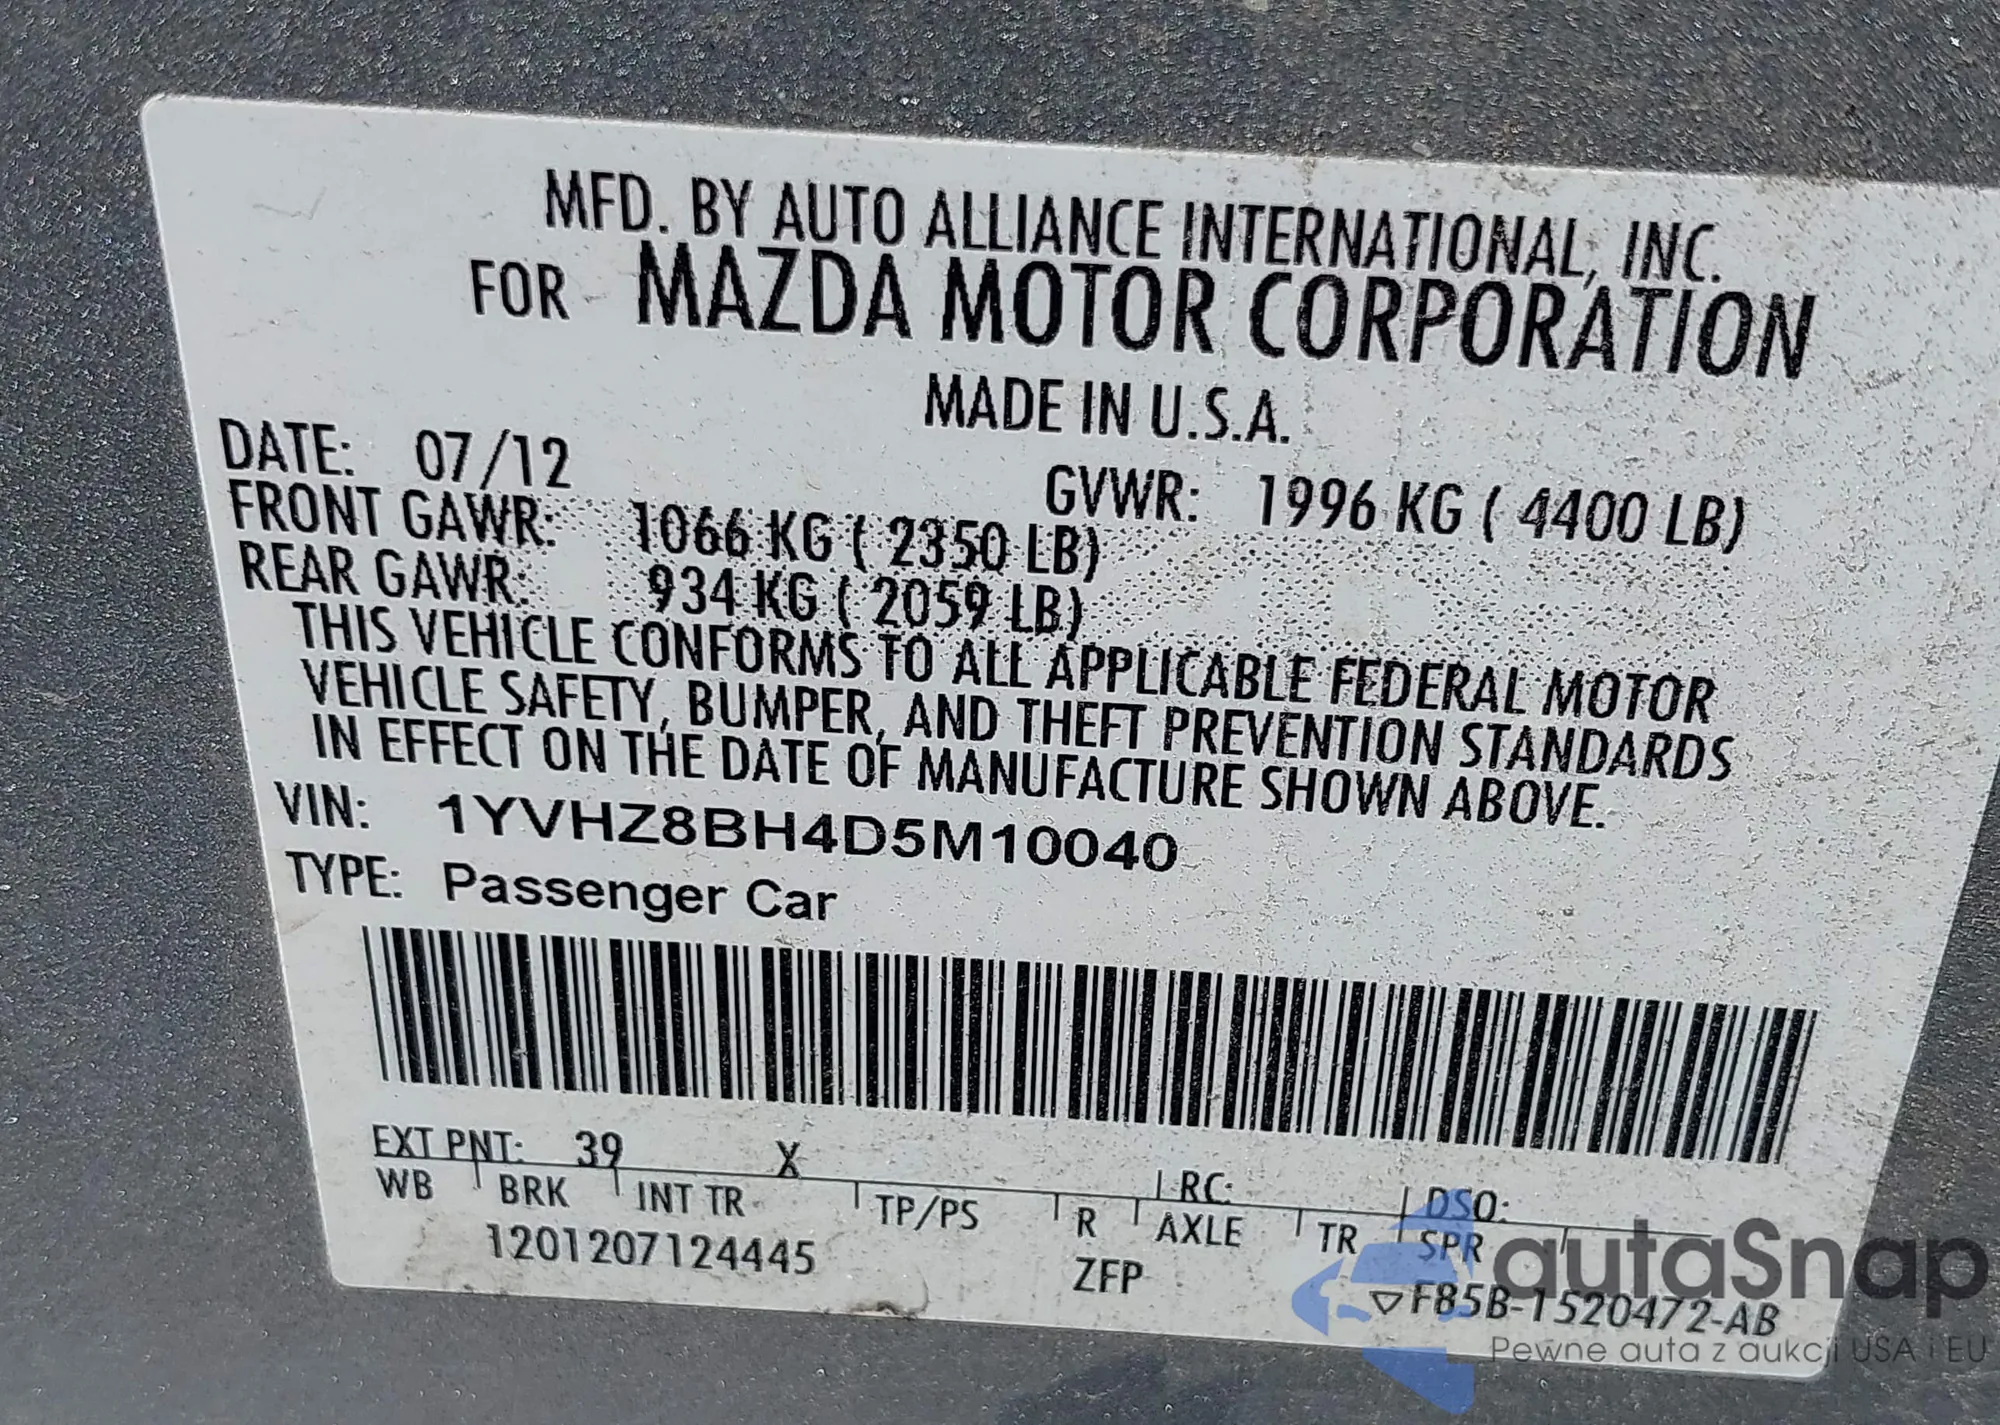 MFD. BY AUTO ALLIANCE INTERNATIONAL, INC.
FOR MAZDA MOTOR CORPORATION
MADE IN U.S.A.
DATE: 07/12
GVWR: 1996 KG ( 4400 LB)
FRONT GAWR: 1066 KG ( 2350 LB)
REAR GAWR: 934 KG ( 2059 LB)
THIS VEHICLE CONFORMS TO ALL APPLICABLE FEDERAL MOTOR
VEHICLE SAFETY, BUMPER, AND THEFT PREVENTION STANDARDS
IN EFFECT ON THE DATE OF MANUFACTURE SHOWN ABOVE.
VIN: 1YVHZ8BH4D5M10040
TYPE: Passenger Car
EXT PNT: 39 X RC: DSO:
WB BRK INT TR TP/PS R AXLE TR SPR
1201207124445 ZFP
▽F85B-1520472-AB
autaSnap
Pewne auta z aukcji USA i EU